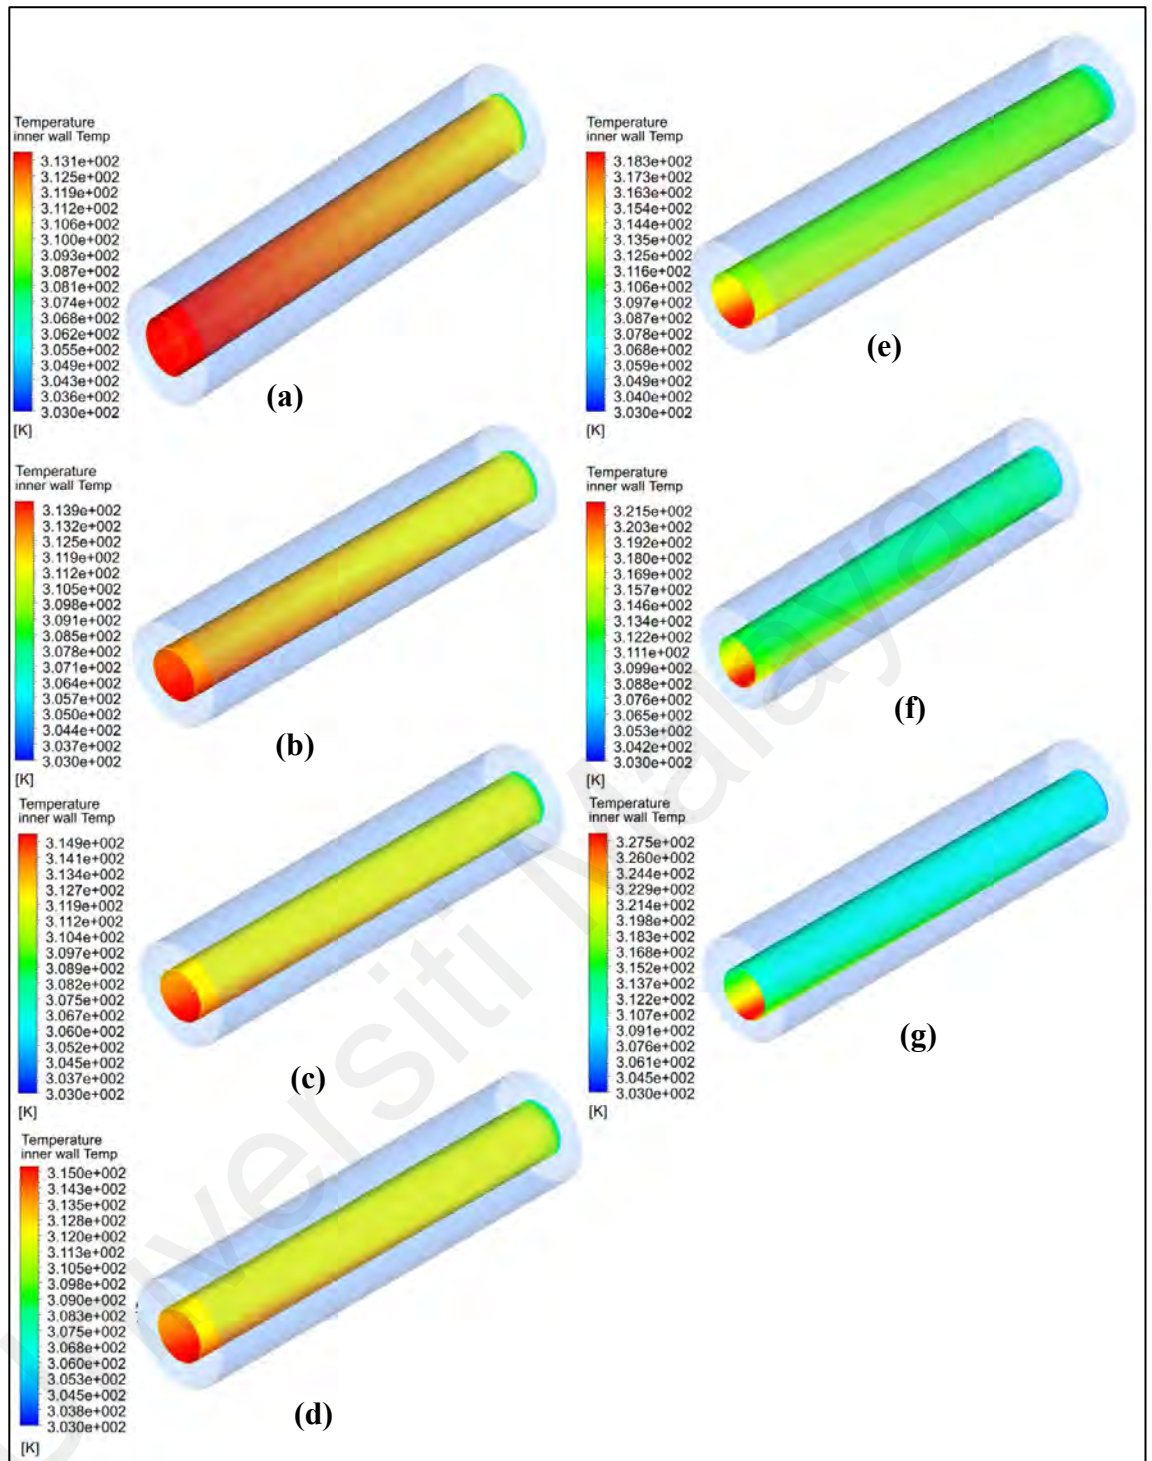 Temperature
inner wall Temp
3.131e+002
3.125e+002
3.119e+002
3.112e+002
3.106e+002
3.100e+002
3.093e+002
3.087e+002
3.081e+002
3.074e+002
3.068e+002
3.062e+002
3.055e+002
3.049e+002
3.043e+002
3.036e+002
3.030e+002
[K]
(a)
Temperature
inner wall Temp
3.139e+002
3.132e+002
3.125e+002
3.119e+002
3.112e+002
3.105e+002
3.098e+002
3.091e+002
3.085e+002
3.078e+002
3.071e+002
3.064e+002
3.057e+002
3.050e+002
3.044e+002
3.037e+002
3.030e+002
[K]
(b)
Temperature
inner wall Temp
3.149e+002
3.141e+002
3.134e+002
3.127e+002
3.119e+002
3.112e+002
3.104e+002
3.097e+002
3.089e+002
3.082e+002
3.075e+002
3.067e+002
3.060e+002
3.052e+002
3.045e+002
3.037e+002
3.030e+002
[K]
(c)
Temperature
inner wall Temp
3.150e+002
3.143e+002
3.135e+002
3.128e+002
3.120e+002
3.113e+002
3.105e+002
3.098e+002
3.090e+002
3.083e+002
3.075e+002
3.068e+002
3.060e+002
3.053e+002
3.045e+002
3.038e+002
3.030e+002
[K]
(d)
Temperature
inner wall Temp
3.183e+002
3.173e+002
3.163e+002
3.154e+002
3.144e+002
3.135e+002
3.125e+002
3.116e+002
3.106e+002
3.097e+002
3.087e+002
3.078e+002
3.068e+002
3.059e+002
3.049e+002
3.040e+002
3.030e+002
[K]
(e)
Temperature
inner wall Temp
3.215e+002
3.203e+002
3.192e+002
3.180e+002
3.169e+002
3.157e+002
3.146e+002
3.134e+002
3.122e+002
3.111e+002
3.099e+002
3.088e+002
3.076e+002
3.065e+002
3.053e+002
3.042e+002
3.030e+002
[K]
(f)
Temperature
inner wall Temp
3.275e+002
3.260e+002
3.244e+002
3.229e+002
3.214e+002
3.198e+002
3.183e+002
3.168e+002
3.152e+002
3.137e+002
3.122e+002
3.107e+002
3.091e+002
3.076e+002
3.061e+002
3.045e+002
3.030e+002
[K]
(g)
Universiti Malaya